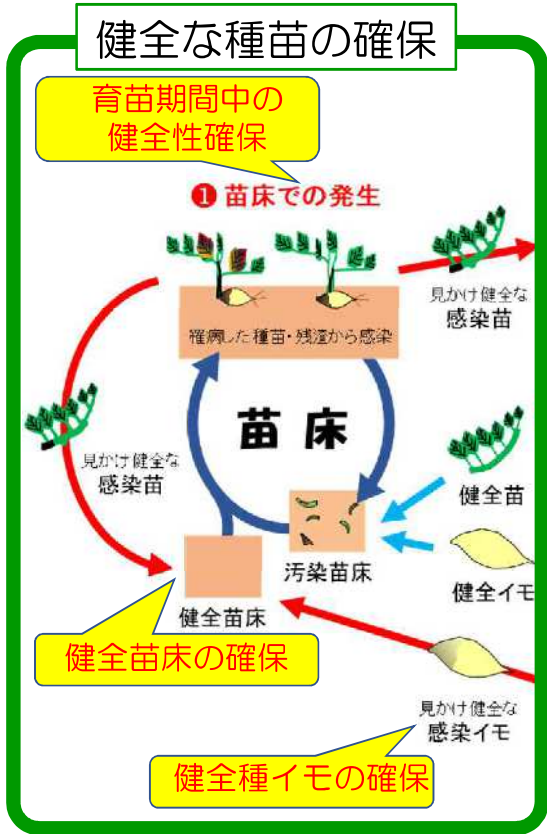 健全な種苗の確保
育苗期間中の
健全性確保
❶ 苗床での発生
見かけ健全な
感染苗
罹病した種苗・残渣から感染
苗床
見かけ健全な
感染苗
健全苗
汚染苗床
健全イモ
健全苗床
健全苗床の確保
見かけ健全な
感染イモ
健全種イモの確保